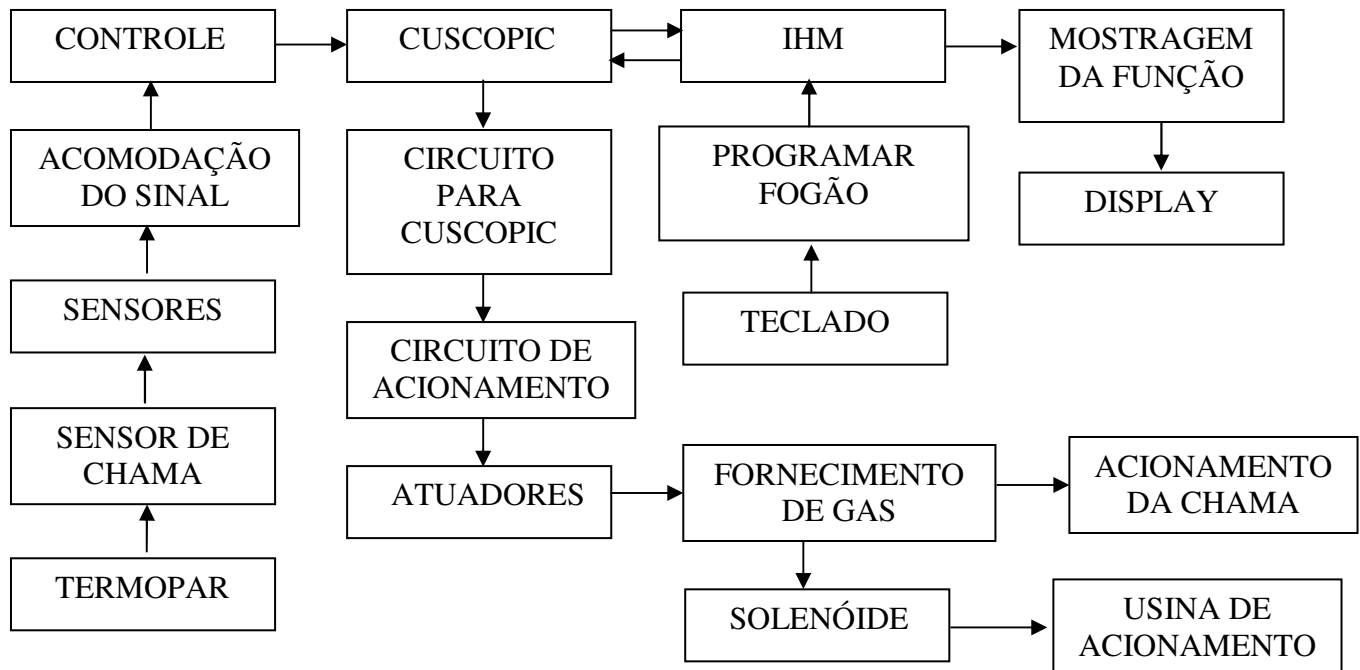 CONTROLE
CUSCOPIC
IHM
MOSTRAGEM
DA FUNÇÃO
ACOMODAÇÃO
DO SINAL
CIRCUITO
PARA
CUSCOPIC
PROGRAMAR
FOGÃO
DISPLAY
SENSORES
TECLADO
CIRCUITO DE
ACIONAMENTO
SENSOR DE
CHAMA
ATUADORES
FORNECIMENTO
DE GAS
ACIONAMENTO
DA CHAMA
TERMOPAR
SOLENÓIDE
USINA DE
ACIONAMENTO